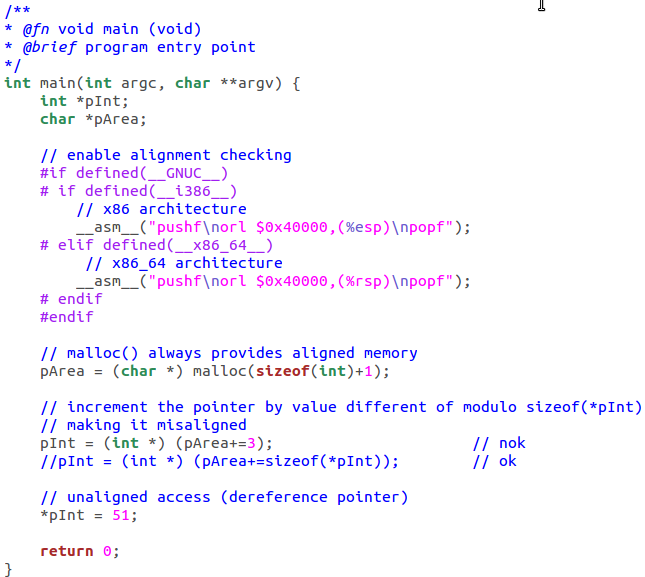 /**
* @fn void main (void)
* @brief program entry point
*/
int main(int argc, char **argv) {
    int *pInt;
    char *pArea;

    // enable alignment checking
    #if defined(__GNUC__)
    # if defined(__i386__)
        // x86 architecture
        __asm__("pushf\norl $0x40000,(%esp)\npopf");
    # elif defined(__x86_64__)
         // x86_64 architecture
        __asm__("pushf\norl $0x40000,(%rsp)\npopf");
    # endif
    #endif

    // malloc() always provides aligned memory
    pArea = (char *) malloc(sizeof(int)+1);

    // increment the pointer by value different of modulo sizeof(*pInt)
    // making it misaligned
    pInt = (int *) (pArea+=3);                      // nok
    //pInt = (int *) (pArea+=sizeof(*pInt));        // ok

    // unaligned access (dereference pointer)
    *pInt = 51;

    return 0;
}